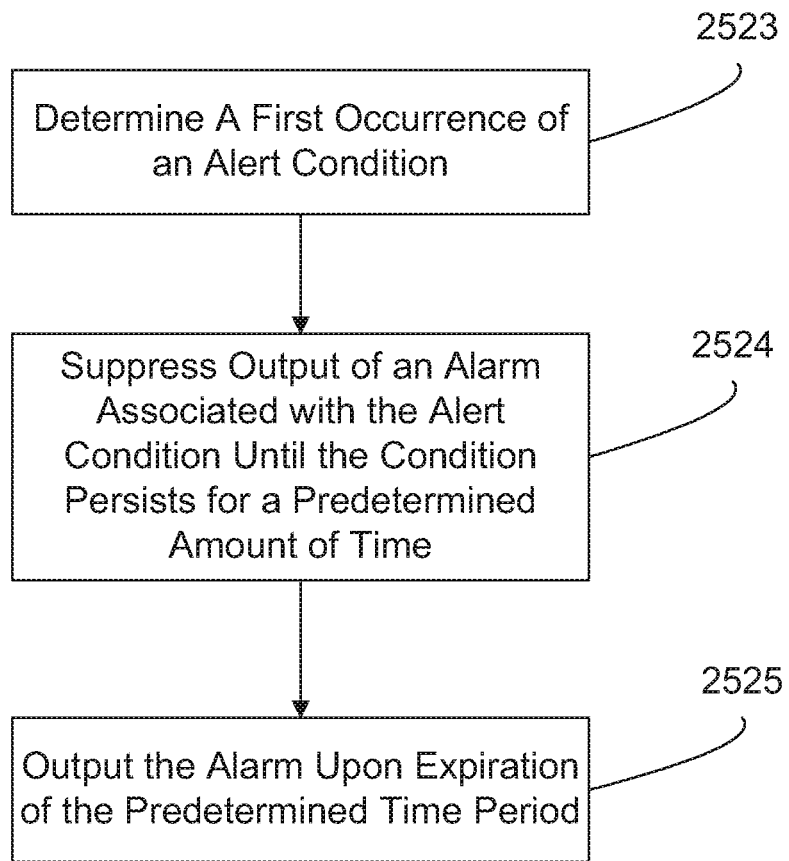 2523
Determine A First Occurrence of
an Alert Condition
2524
Suppress Output of an Alarm
Associated with the Alert
Condition Until the Condition
Persists for a Predetermined
Amount of Time
2525
Output the Alarm Upon Expiration
of the Predetermined Time Period